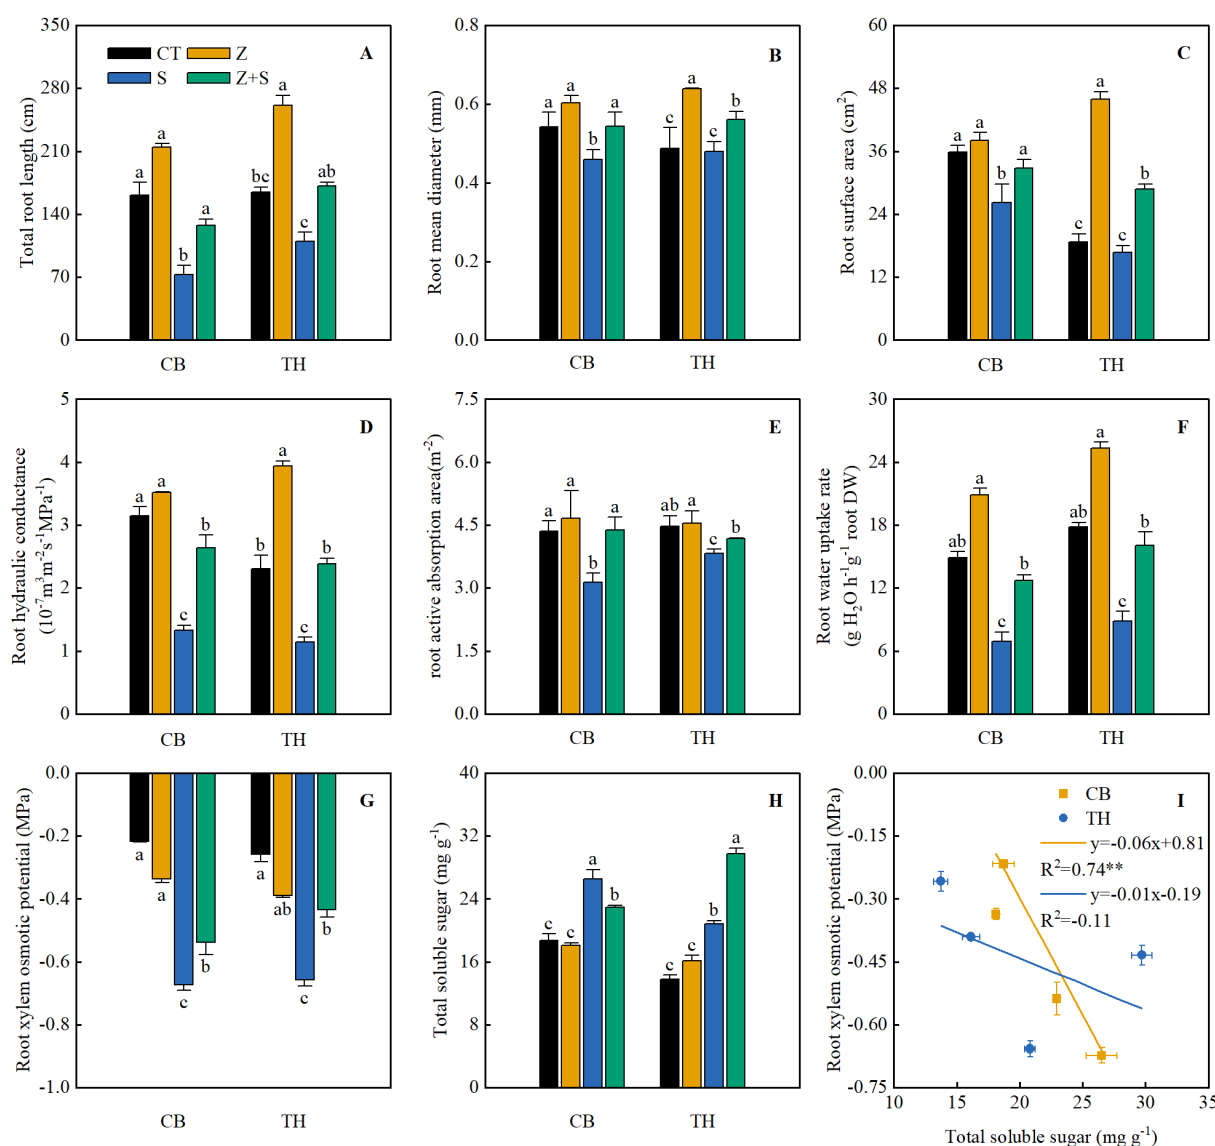 A
Total root length (cm)
350
280
210
140
70
0
CT
Z
S
Z+S
a
a
b
a
bc
a
c
ab
CB
TH
B
Root mean diameter (mm)
0.8
0.6
0.4
0.2
0.0
a
a
b
a
c
a
c
b
CB
TH
C
Root surface area (cm²)
60
48
36
24
12
0
a
a
b
a
c
a
c
b
CB
TH
D
Root hydraulic conductance
(10⁻⁷m³m⁻²s⁻¹MPa⁻¹)
5
4
3
2
1
0
a
a
c
b
b
a
c
b
CB
TH
E
root active absorption area(m⁻²)
7.5
6.0
4.5
3.0
1.5
0.0
a
a
a
a
ab
a
c
b
CB
TH
F
Root water uptake rate
(g H₂O h⁻¹g⁻¹ root DW)
30
24
18
12
6
0
ab
a
c
b
ab
a
c
b
CB
TH
G
Root xylem osmotic potential (MPa)
0.0
-0.2
-0.4
-0.6
-0.8
-1.0
a
a
c
b
a
ab
c
b
CB
TH
H
Total soluble sugar (mg g⁻¹)
40
32
24
16
8
0
c
c
a
b
c
c
b
a
CB
TH
I
Root xylem osmotic potential (MPa)
0.00
-0.15
-0.30
-0.45
-0.60
-0.75
CB
TH
y=-0.06x+0.81
R²=0.74**
y=-0.01x-0.19
R²=-0.11
10
15
20
25
30
35
Total soluble sugar (mg g⁻¹)